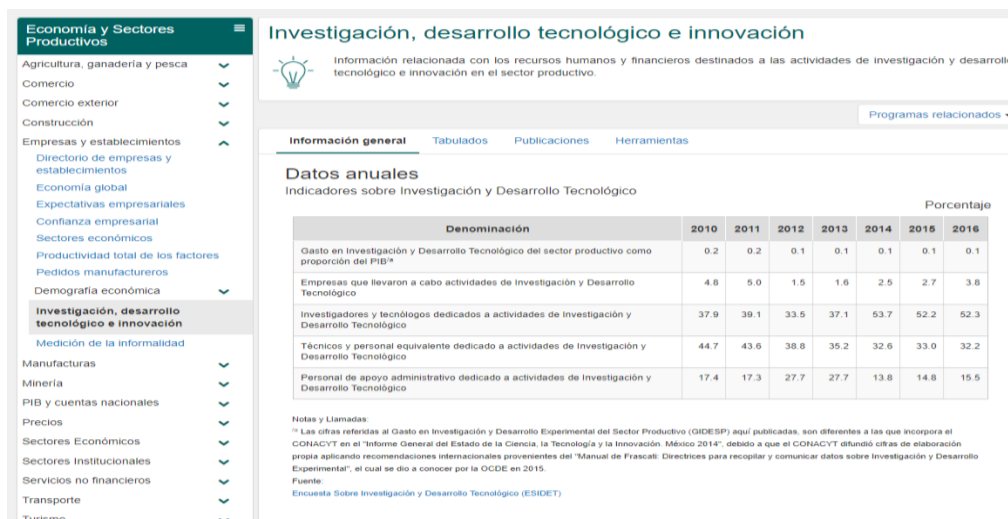 Economía y Sectores
Productivos
Agricultura, ganadería y pesca
Comercio
Comercio exterior
Construcción
Empresas y establecimientos
Directorio de empresas y
establecimientos
Economía global
Expectativas empresariales
Confianza empresarial
Sectores económicos
Productividad total de los factores
Pedidos manufactureros
Demografía económica
Investigación, desarrollo
tecnológico e innovación
Medición de la informalidad
Manufacturas
Minería
PIB y cuentas nacionales
Precios
Sectores Económicos
Sectores Institucionales
Servicios no financieros
Transporte
Turismo
Investigación, desarrollo tecnológico e innovación
Información relacionada con los recursos humanos y financieros destinados a las actividades de investigación y desarrollo
tecnológico e innovación en el sector productivo.
Programas relacionados
Información general Tabulados Publicaciones Herramientas
Datos anuales
Indicadores sobre Investigación y Desarrollo Tecnológico
Porcentaje
Denominación 2010 2011 2012 2013 2014 2015 2016
Gasto en Investigación y Desarrollo Tecnológico del sector productivo como
proporción del PIB/a 0.2 0.2 0.1 0.1 0.1 0.1 0.1
Empresas que llevaron a cabo actividades de Investigación y Desarrollo
Tecnológico 4.8 5.0 1.5 1.6 2.5 2.7 3.8
Investigadores y tecnólogos dedicados a actividades de Investigación y
Desarrollo Tecnológico 37.9 39.1 33.5 37.1 53.7 52.2 52.3
Técnicos y personal equivalente dedicado a actividades de Investigación y
Desarrollo Tecnológico 44.7 43.6 38.8 35.2 32.6 33.0 32.2
Personal de apoyo administrativo dedicado a actividades de Investigación y
Desarrollo Tecnológico 17.4 17.3 27.7 27.7 13.8 14.8 15.5
Notas y Llamadas:
/a Las cifras referidas al Gasto en Investigación y Desarrollo Experimental del Sector Productivo (GIDESP) aquí publicadas, son diferentes a las que incorpora el
CONACYT en el "Informe General del Estado de la Ciencia, la Tecnología y la Innovación. México 2014", debido a que el CONACYT difundió cifras de elaboración
propia aplicando recomendaciones internacionales provenientes del "Manual de Frascati: Directrices para recopilar y comunicar datos sobre Investigación y Desarrollo
Experimental", el cual se dio a conocer por la OCDE en 2015.
Fuente:
Encuesta Sobre Investigación y Desarrollo Tecnológico (ESIDET)